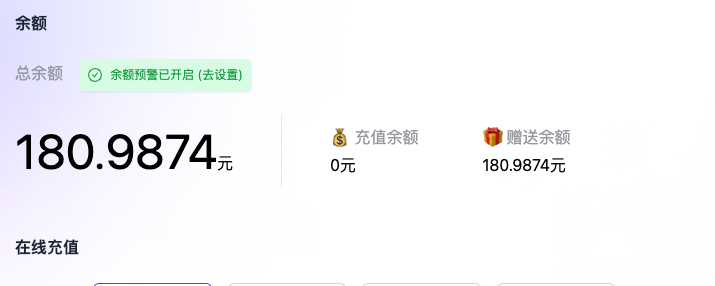 余额
总余额 余额预警已开启 (去设置)
180.9874元
充值余额 赠送余额
0元 180.9874元
在线充值